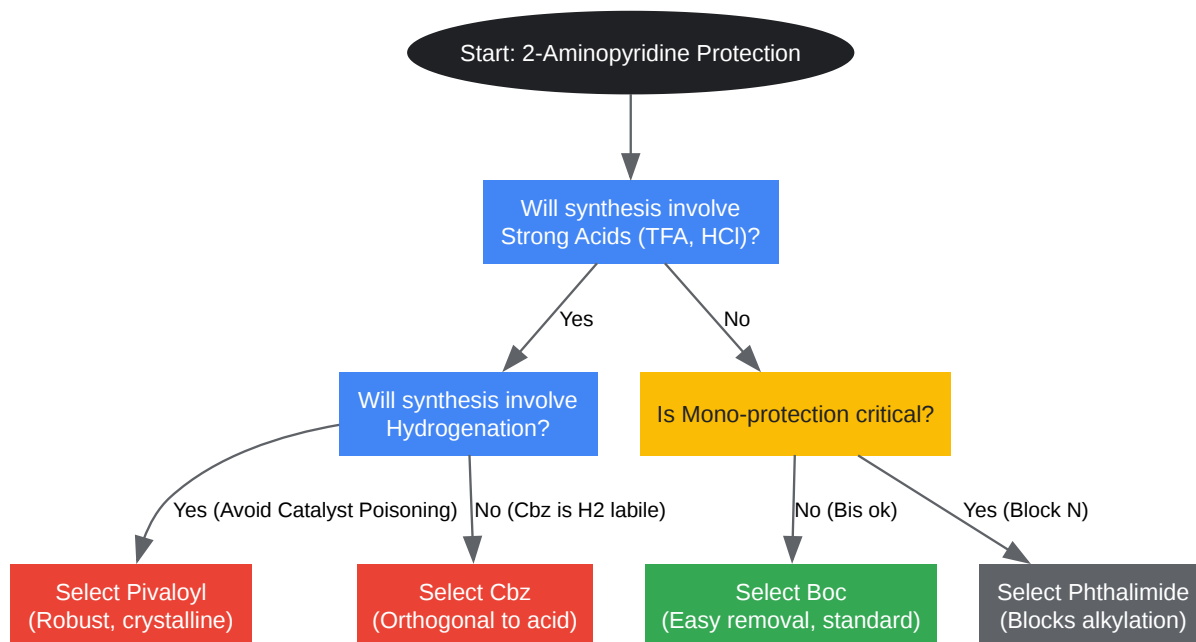 Start: 2-Aminopyridine Protection
Will synthesis involve
Strong Acids (TFA, HCl)?
Yes
No
Will synthesis involve
Hydrogenation?
Is Mono-protection critical?
Yes (Avoid Catalyst Poisoning)
No (Cbz is H2 labile)
No (Bis ok)
Yes (Block N)
Select Pivaloyl
(Robust, crystalline)
Select Cbz
(Orthogonal to acid)
Select Boc
(Easy removal, standard)
Select Phthalimide
(Blocks alkylation)